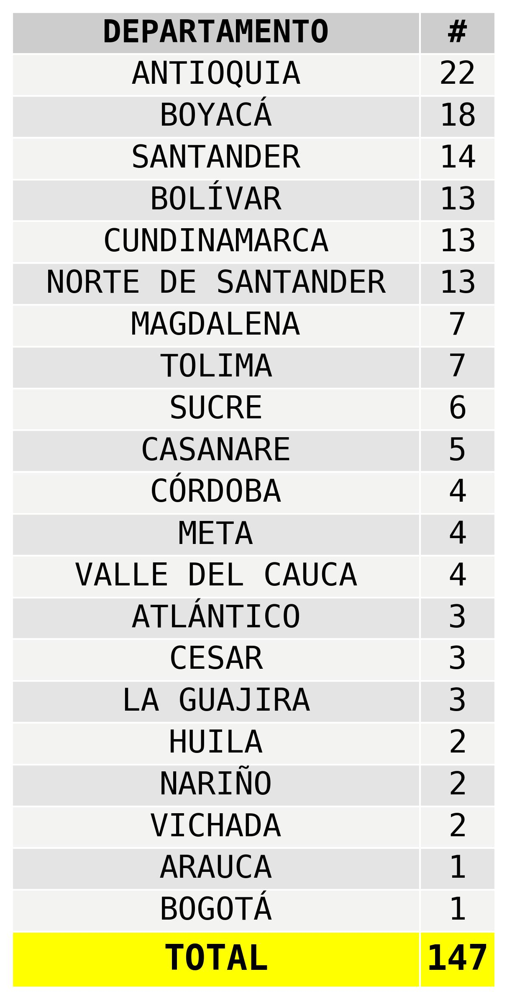 DEPARTAMENTO #
ANTIOQUIA 22
BOYACÁ 18
SANTANDER 14
BOLÍVAR 13
CUNDINAMARCA 13
NORTE DE SANTANDER 13
MAGDALENA 7
TOLIMA 7
SUCRE 6
CASANARE 5
CÓRDOBA 4
META 4
VALLE DEL CAUCA 4
ATLÁNTICO 3
CESAR 3
LA GUAJIRA 3
HUILA 2
NARIÑO 2
VICHADA 2
ARAUCA 1
BOGOTÁ 1
TOTAL 147